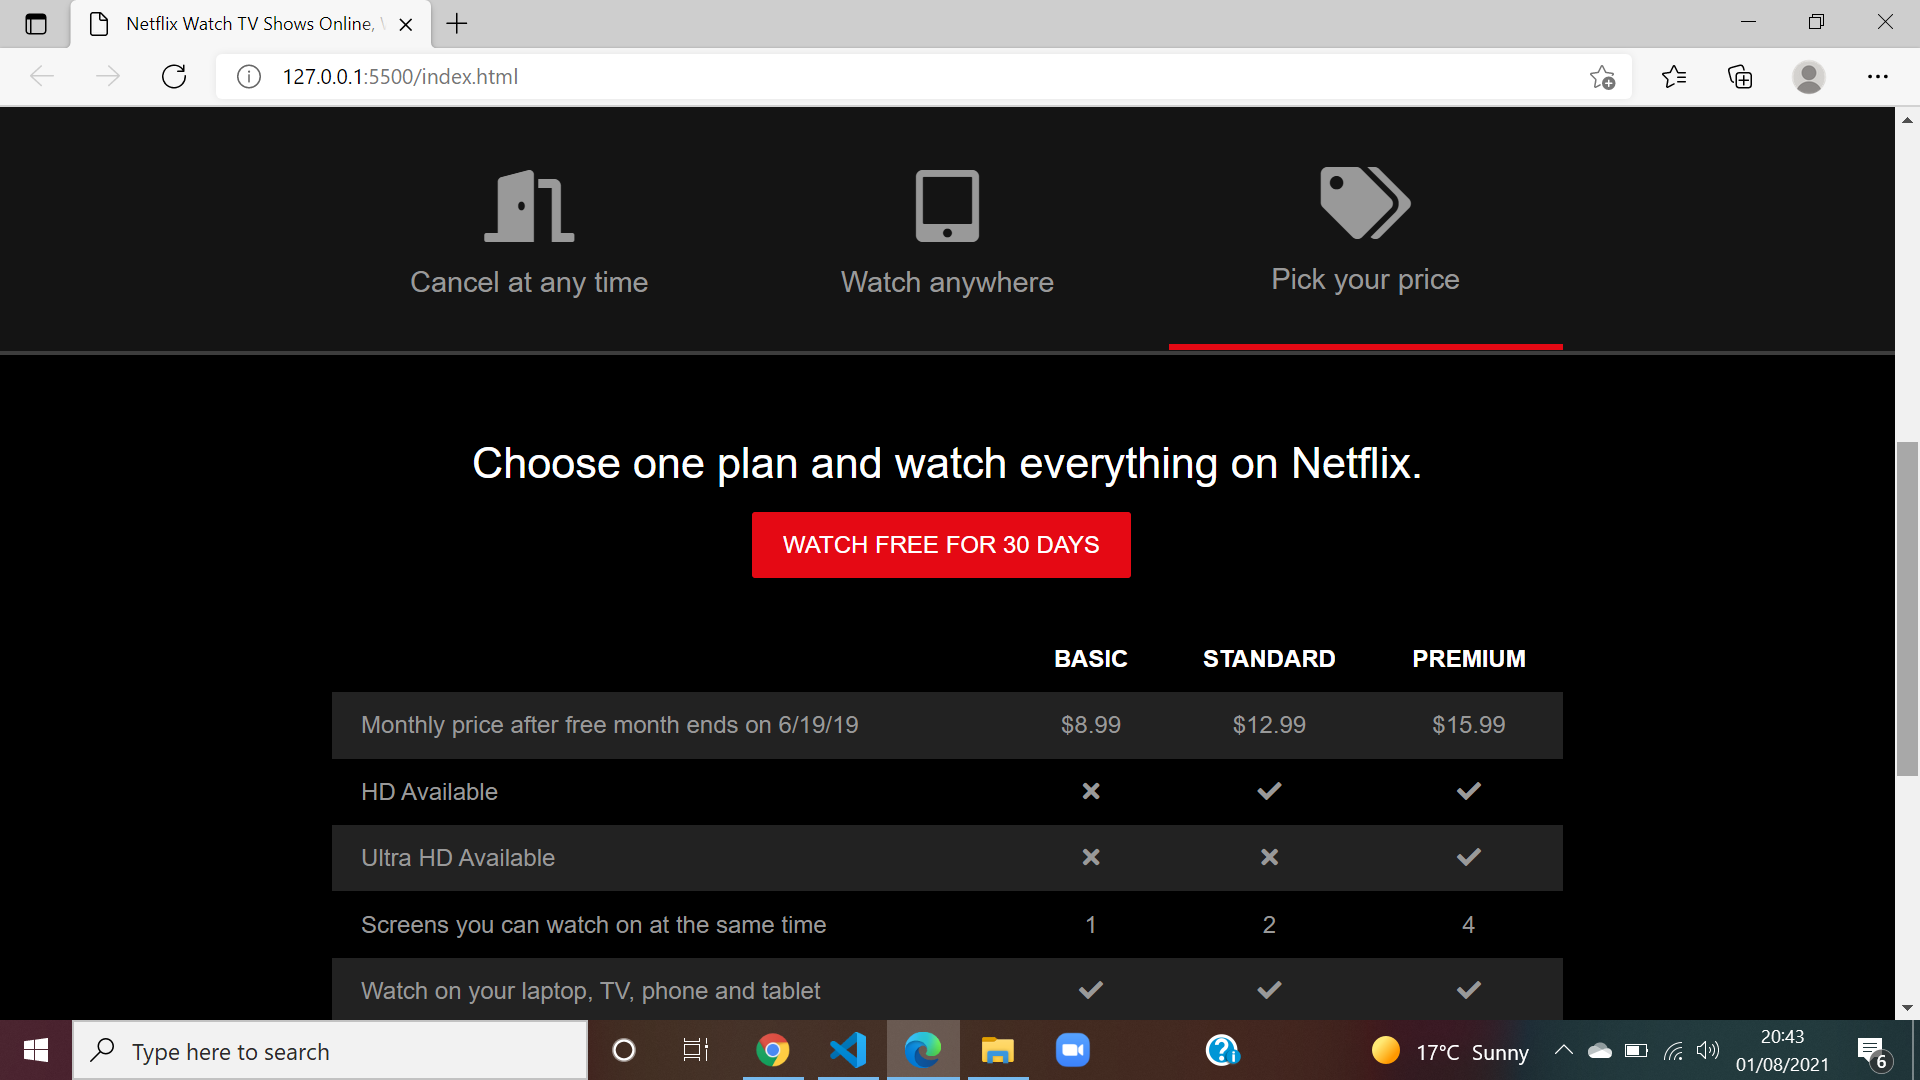 Netflix Watch TV Shows Online,
127.0.0.1:5500/index.html
Cancel at any time
Watch anywhere
Pick your price
Choose one plan and watch everything on Netflix.
WATCH FREE FOR 30 DAYS
BASIC STANDARD PREMIUM
Monthly price after free month ends on 6/19/19 $8.99 $12.99 $15.99
HD Available
Ultra HD Available
Screens you can watch on at the same time 1 2 4
Watch on your laptop, TV, phone and tablet
Type here to search
17°C Sunny
20:43
01/08/2021
6